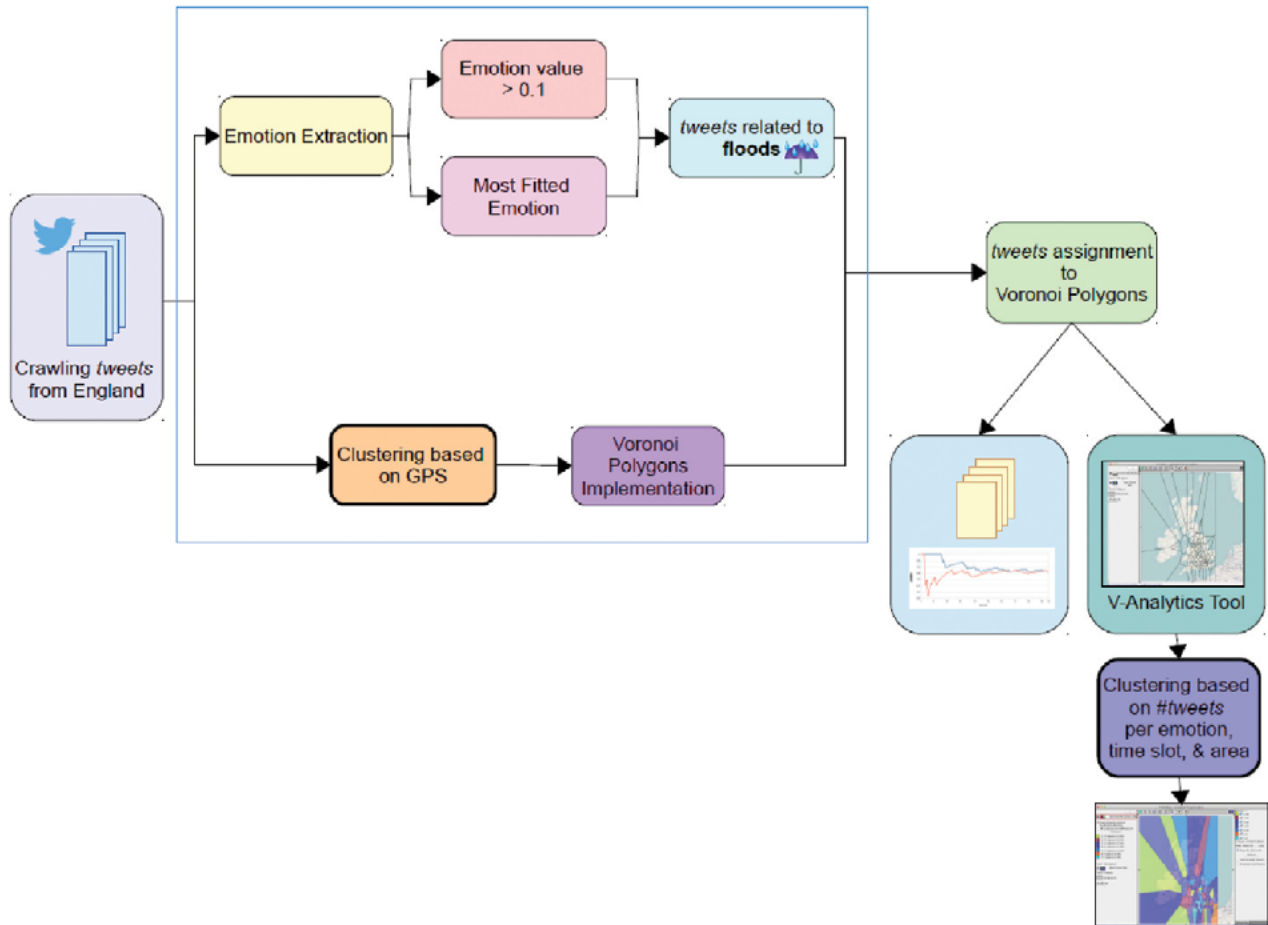 Emotion value
> 0.1
Emotion Extraction
tweets related to
floods
Most Fitted
Emotion
Crawling tweets
from England
tweets assignment
to
Voronoi Polygons
Clustering based
on GPS
Voronoi
Polygons
Implementation
V-Analytics Tool
Clustering based
on #tweets
per emotion,
time slot, & area